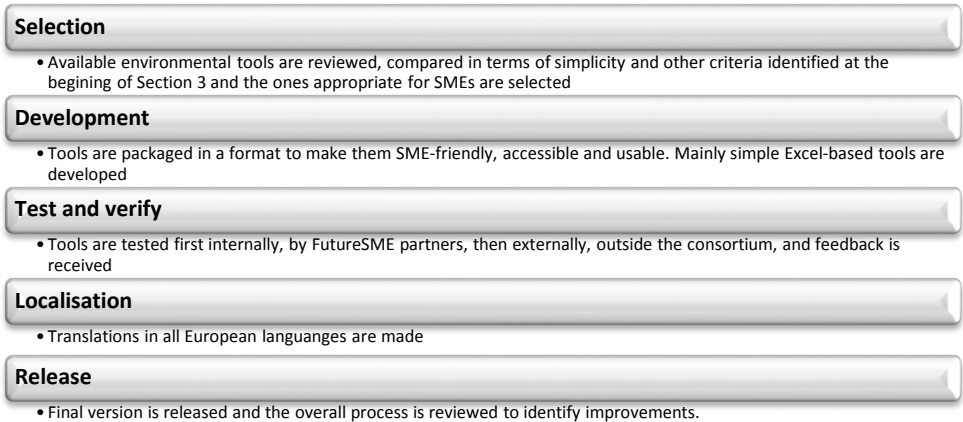 Selection
• Available environmental tools are reviewed, compared in terms of simplicity and other criteria identified at the
begining of Section 3 and the ones appropriate for SMEs are selected
Development
• Tools are packaged in a format to make them SME-friendly, accessible and usable. Mainly simple Excel-based tools are
developed
Test and verify
• Tools are tested first internally, by FutureSME partners, then externally, outside the consortium, and feedback is
received
Localisation
• Translations in all European languanges are made
Release
• Final version is released and the overall process is reviewed to identify improvements.